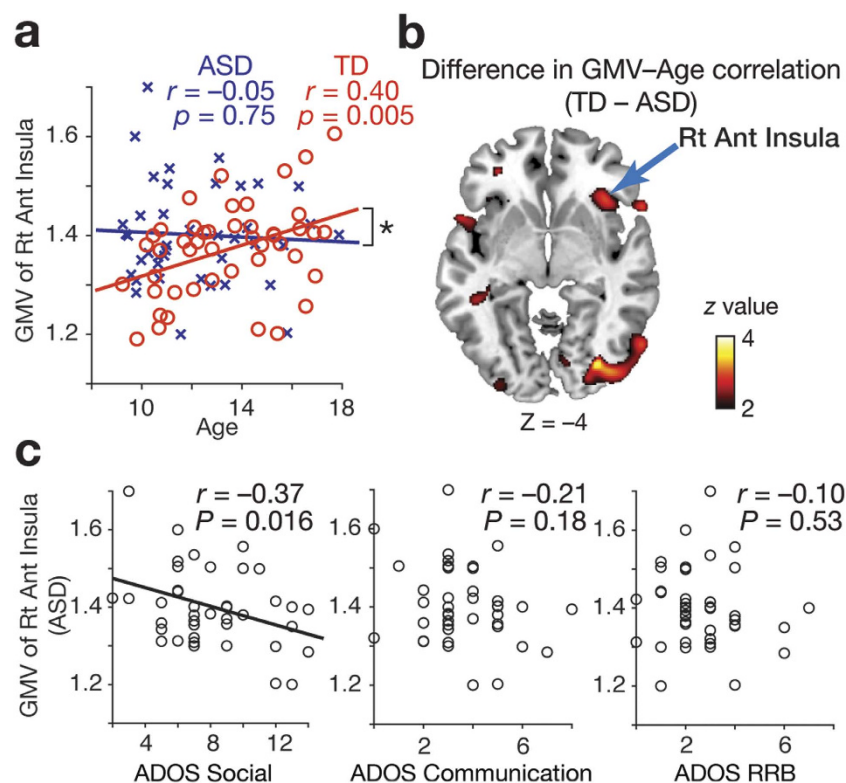 a
ASD TD
r = –0.05 r = 0.40
p = 0.75 p = 0.005
GMV of Rt Ant Insula
1.6
1.4
1.2
*
10 14 18
Age
b
Difference in GMV–Age correlation
(TD – ASD)
Rt Ant Insula
z value
4
2
Z = –4
c
GMV of Rt Ant Insula
(ASD)
r = –0.37
P = 0.016
1.6
1.4
1.2
4 8 12
ADOS Social
r = –0.21
P = 0.18
1.6
1.4
1.2
2 6
ADOS Communication
r = –0.10
P = 0.53
1.6
1.4
1.2
2 6
ADOS RRB